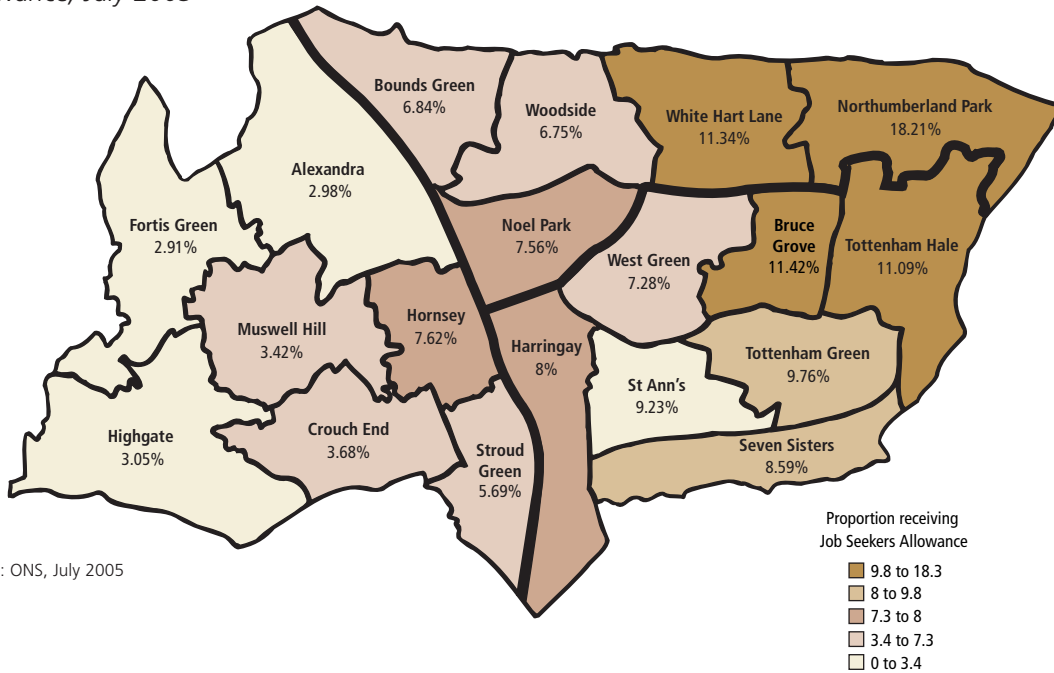 Bounds Green
6.84%
Woodside
6.75%
White Hart Lane
11.34%
Northumberland Park
18.21%
Alexandra
2.98%
Fortis Green
2.91%
Noel Park
7.56%
West Green
7.28%
Bruce
Grove
11.42%
Tottenham Hale
11.09%
Muswell Hill
3.42%
Hornsey
7.62%
Harringay
8%
Tottenham Green
9.76%
St Ann's
9.23%
Highgate
3.05%
Crouch End
3.68%
Stroud
Green
5.69%
Seven Sisters
8.59%
Proportion receiving
Job Seekers Allowance
9.8 to 18.3
8 to 9.8
7.3 to 8
3.4 to 7.3
0 to 3.4
: ONS, July 2005